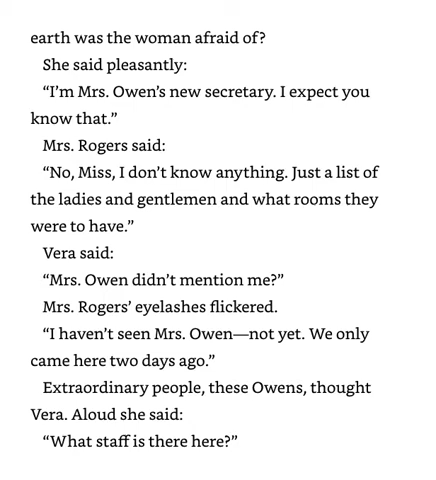 earth was the woman afraid of?
She said pleasantly:
“I’m Mrs. Owen’s new secretary. I expect you
know that.”
Mrs. Rogers said:
“No, Miss, I don’t know anything. Just a list of
the ladies and gentlemen and what rooms they
were to have.”
Vera said:
“Mrs. Owen didn’t mention me?”
Mrs. Rogers’ eyelashes flickered.
“I haven’t seen Mrs. Owen—not yet. We only
came here two days ago.”
Extraordinary people, these Owens, thought
Vera. Aloud she said:
“What staff is there here?”